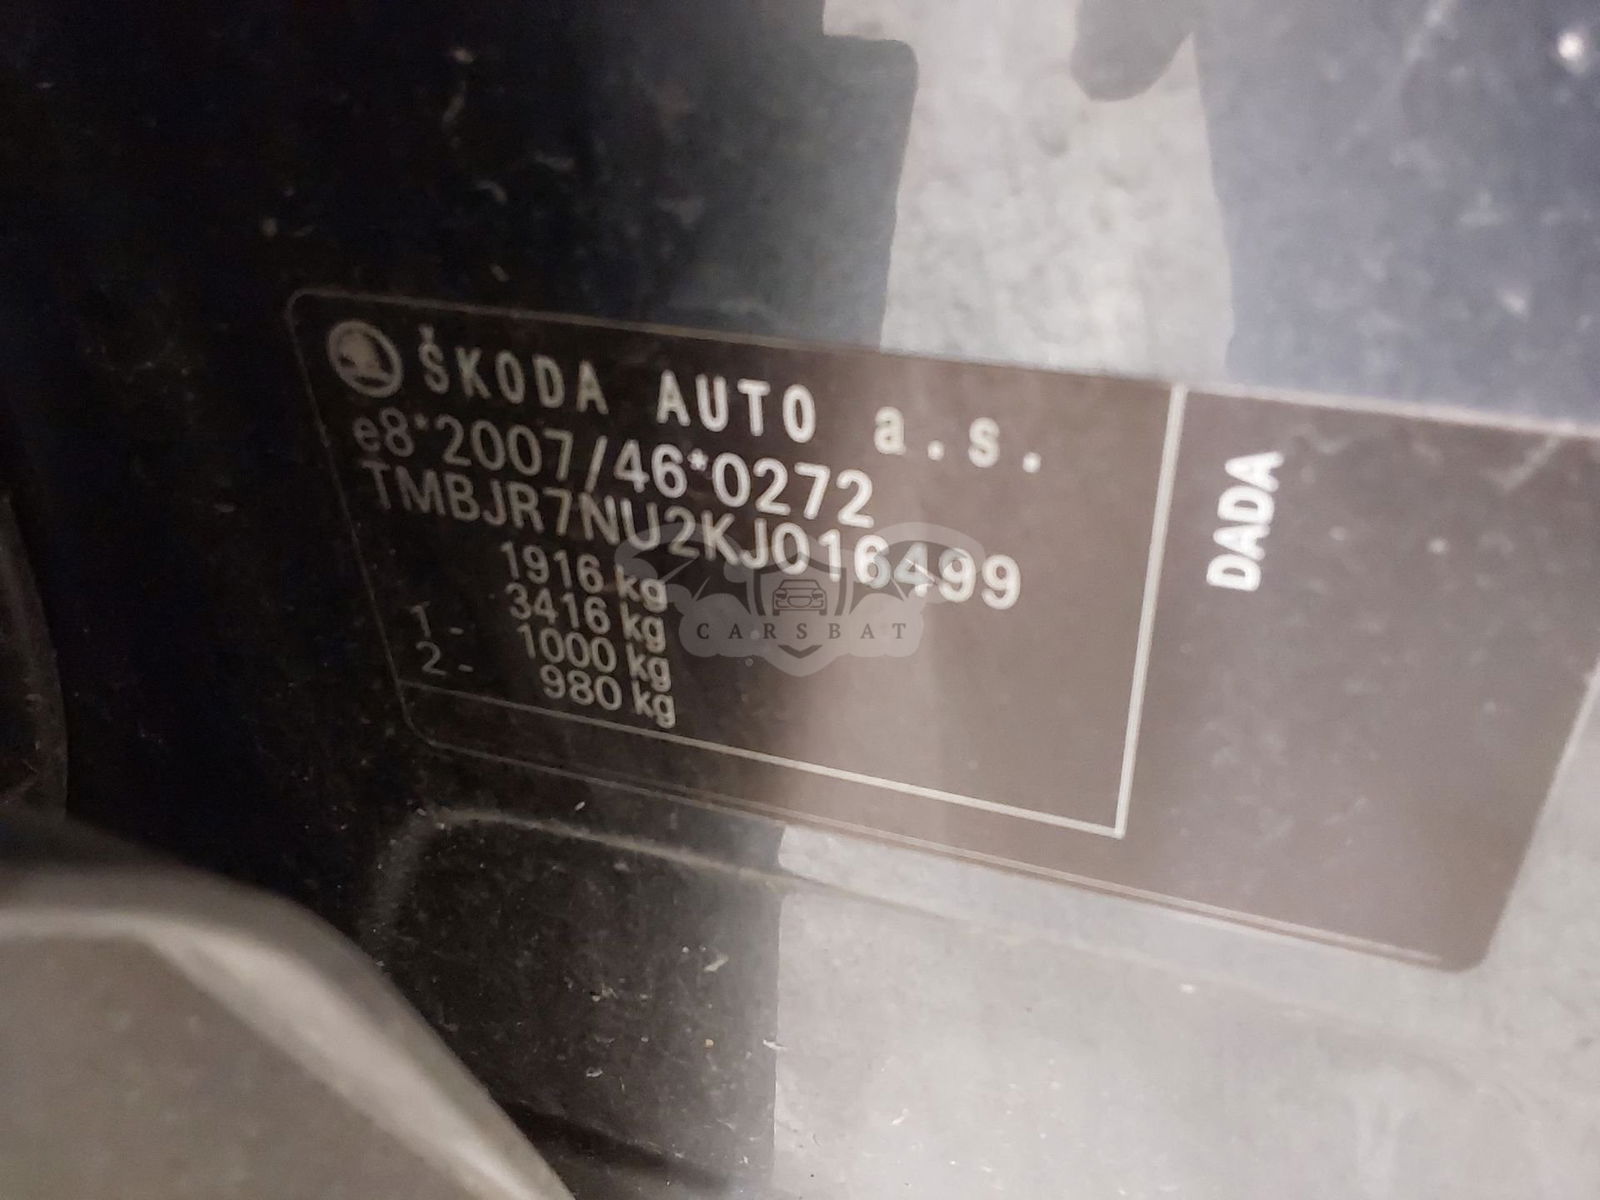 ŠKODA AUTO a.s.
e8*2007/46*0272
TMBJR7NU2KJ016499
1916 kg
3416 kg
1- 1000 kg
2- 980 kg
DADA
CARSBAT